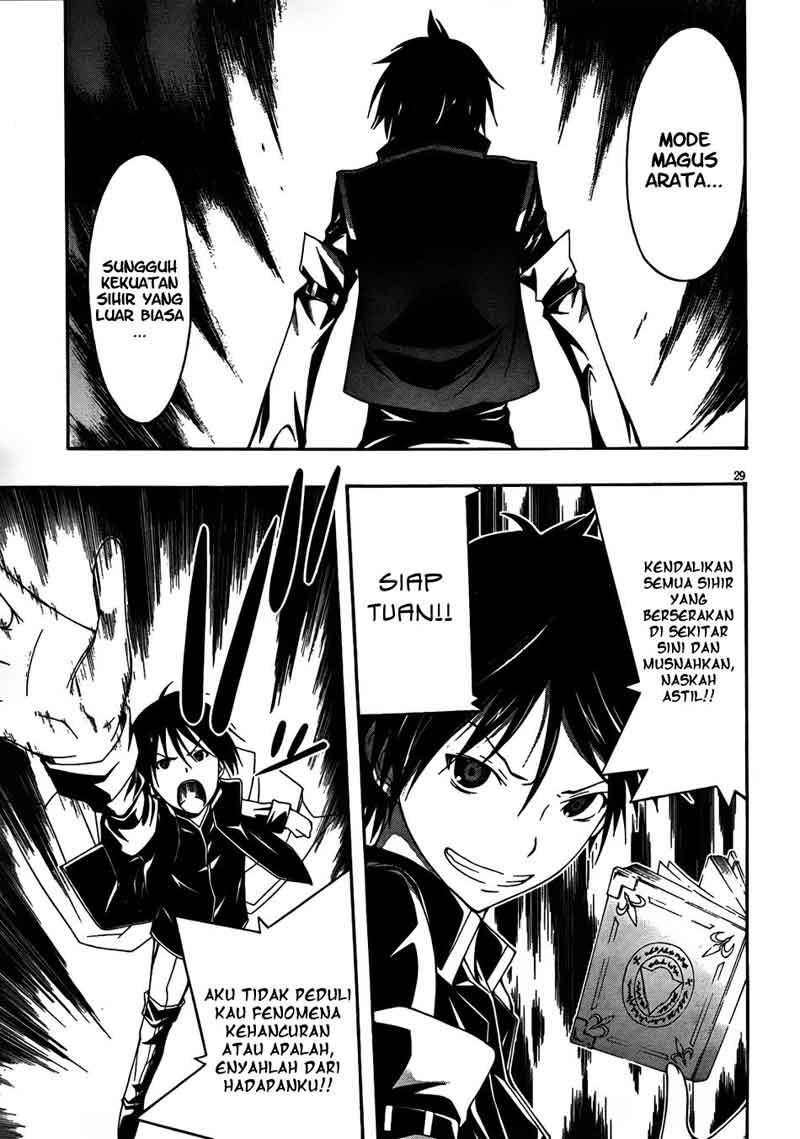 MODE
MAGUS
ARATA...
SUNGGUH
KEKUATAN
SIHIR YANG
LUAR BIASA
...
29
KENDALIKAN
SEMUA SIHIR
YANG
BERSERAKAN
DI SEKITAR
SINI DAN
MUSNAHKAN,
NASKAH
ASTIL!!
SIAP
TUAN!!
AKU TIDAK PEDULI
KAU FENOMENA
KEHANCURAN
ATAU APALAH,
ENYAHLAH DARI
HADAPANKU!!